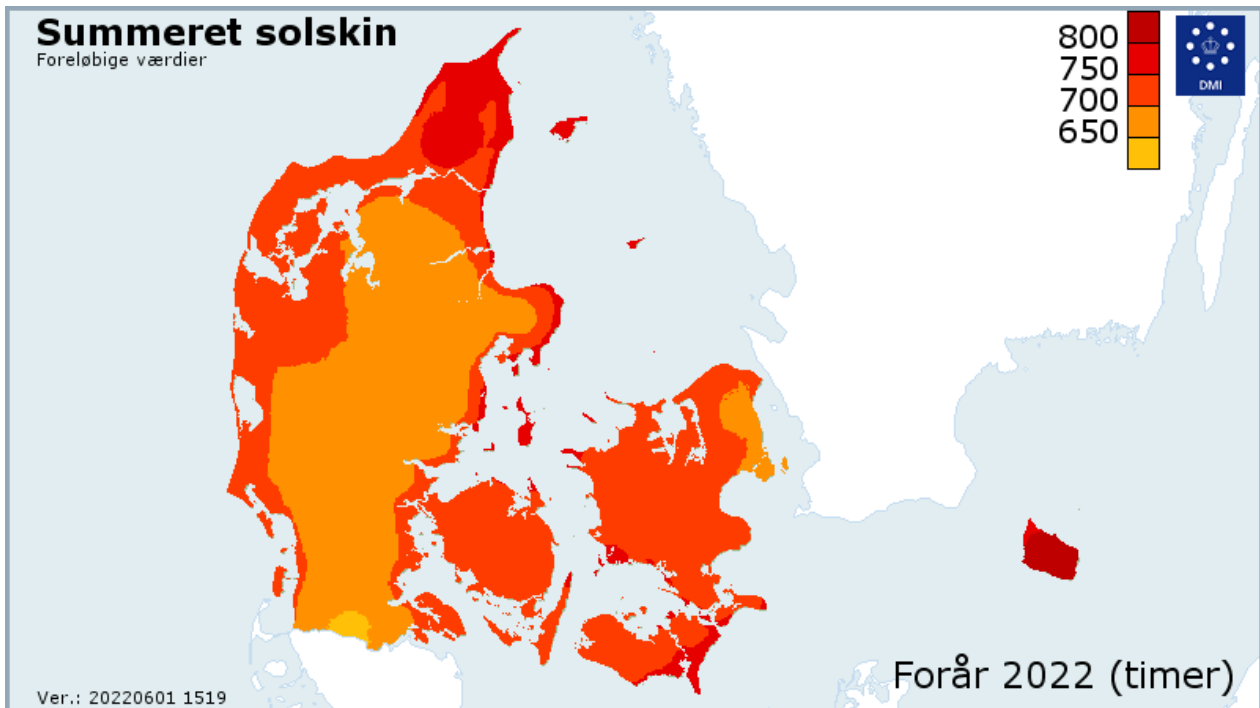 Summeret solskin
Foreløbige værdier
800
750
700
650
DMI
Forår 2022 (timer)
Ver.: 20220601 1519